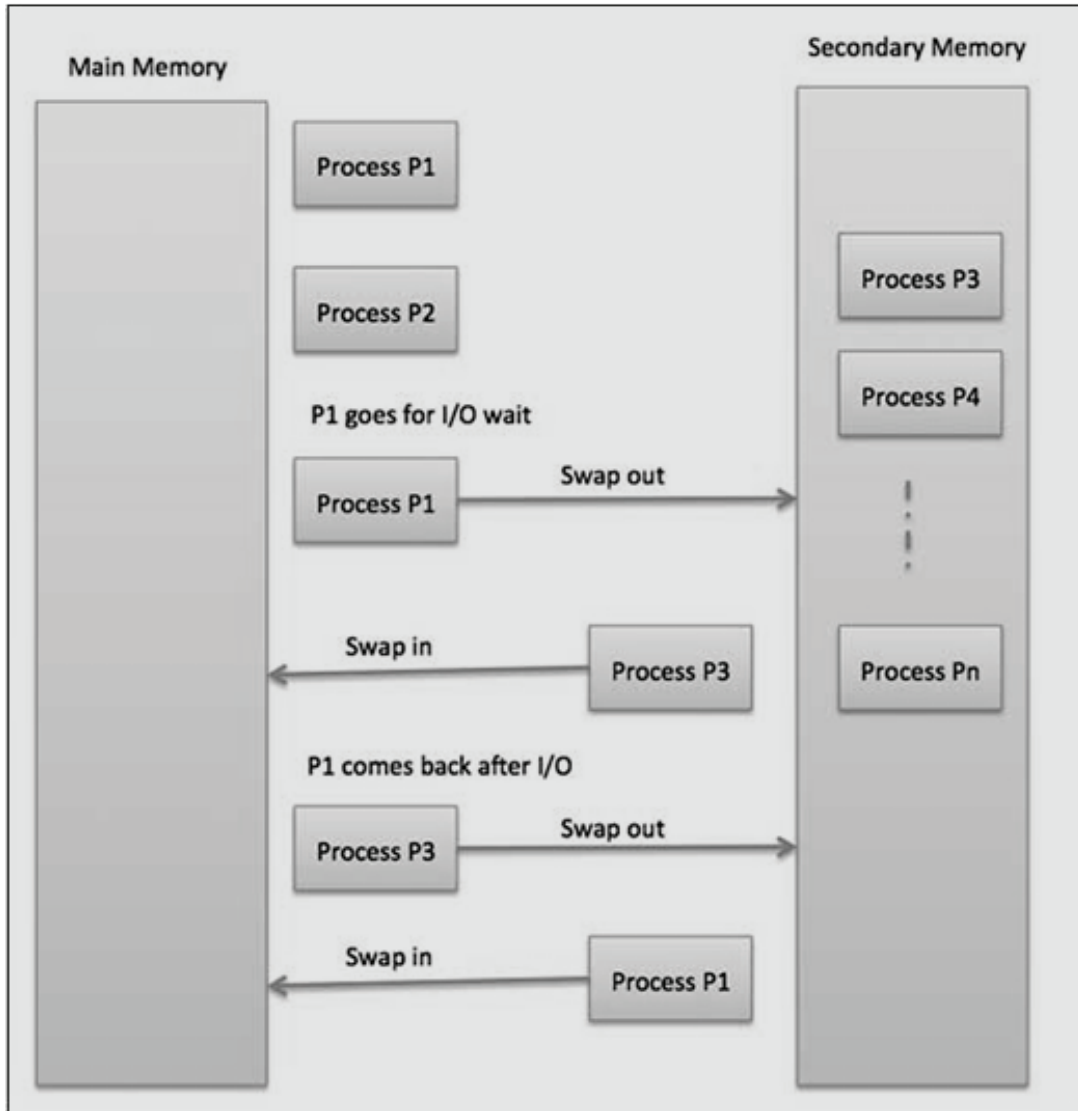 Main Memory
Secondary Memory
Process P1
Process P3
Process P2
Process P4
P1 goes for I/O wait
Process P1
Swap out
Swap in
Process P3
Process Pn
P1 comes back after I/O
Process P3
Swap out
Swap in
Process P1